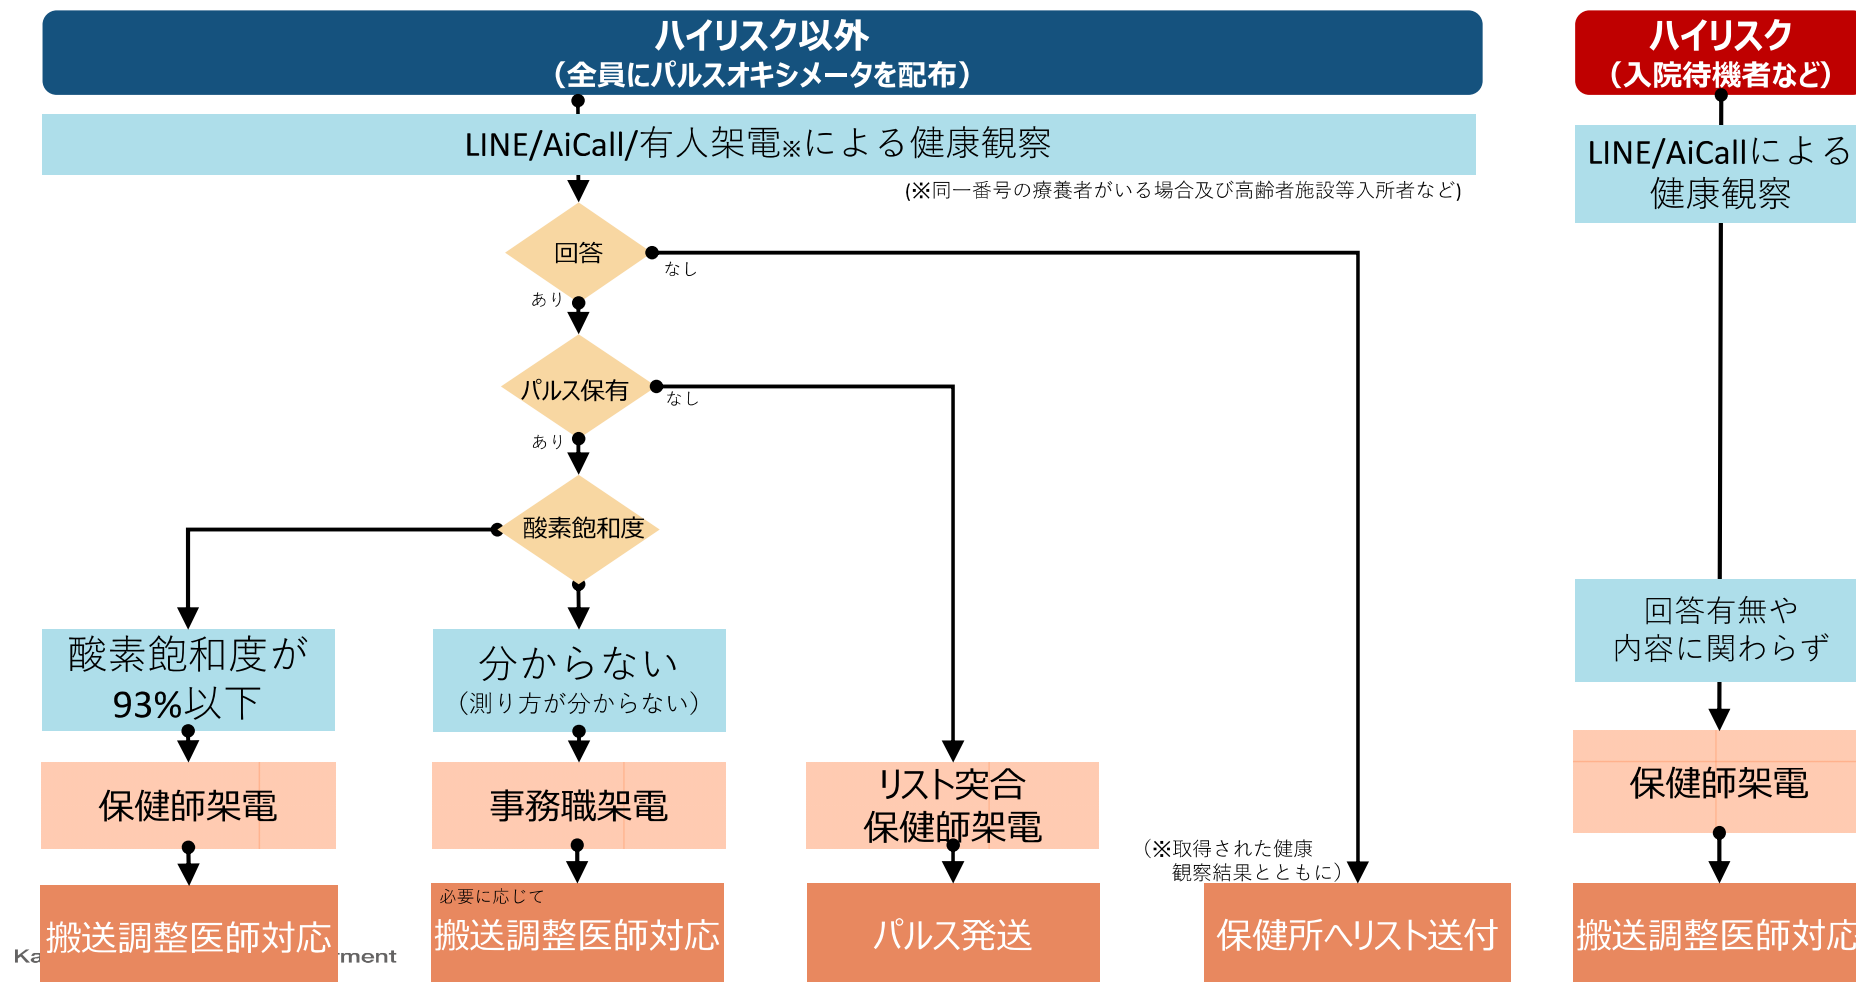 ハイリスク以外
（全員にパルスオキシメータを配布）
LINE/AiCall/有人架電※による健康観察
(※同一番号の療養者がいる場合及び高齢者施設等入所者など)
回答
なし
あり
パルス保有
なし
あり
酸素飽和度
酸素飽和度が
93%以下
分からない
（測り方が分からない）
保健師架電
事務職架電
リスト突合
保健師架電
（※取得された健康
観察結果とともに）
搬送調整医師対応
必要に応じて
搬送調整医師対応
パルス発送
保健所へリスト送付
ハイリスク
（入院待機者など）
LINE/AiCallによる
健康観察
回答有無や
内容に関わらず
保健師架電
搬送調整医師対応